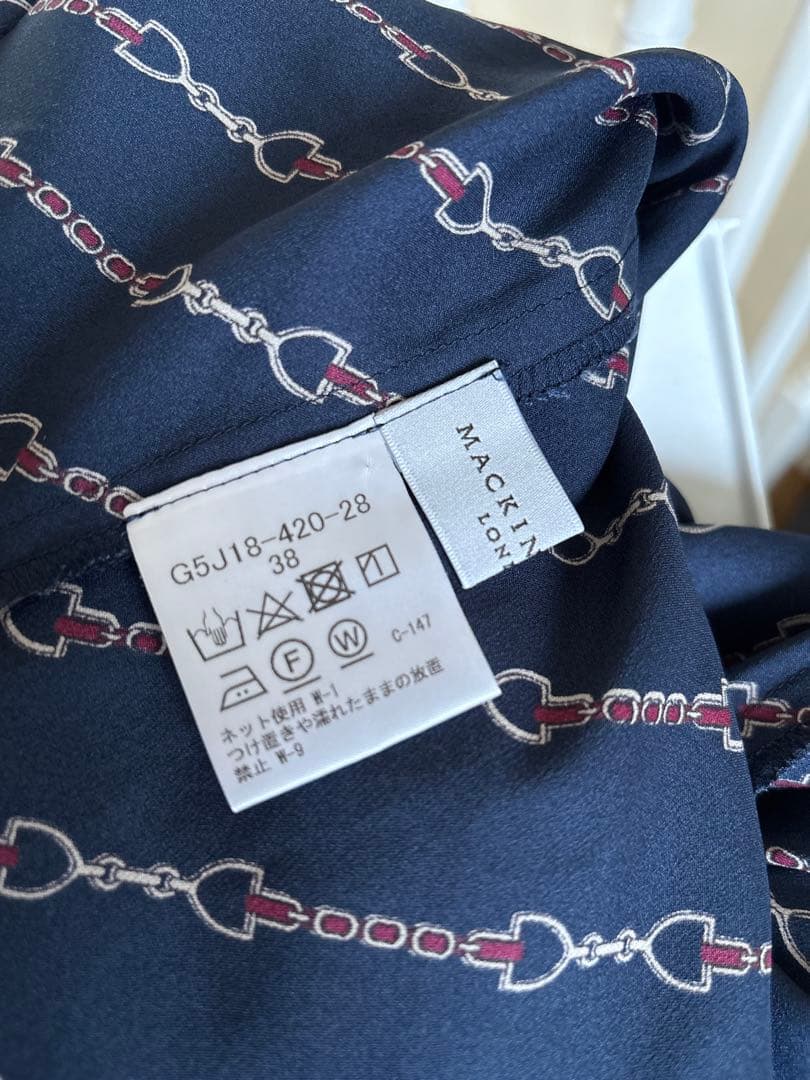 MACKIN
LON
G5J18-420-28
38
F
W
C-147
ネット使用 W-1
つけ置きや濡れたままの放置
禁止 W-9